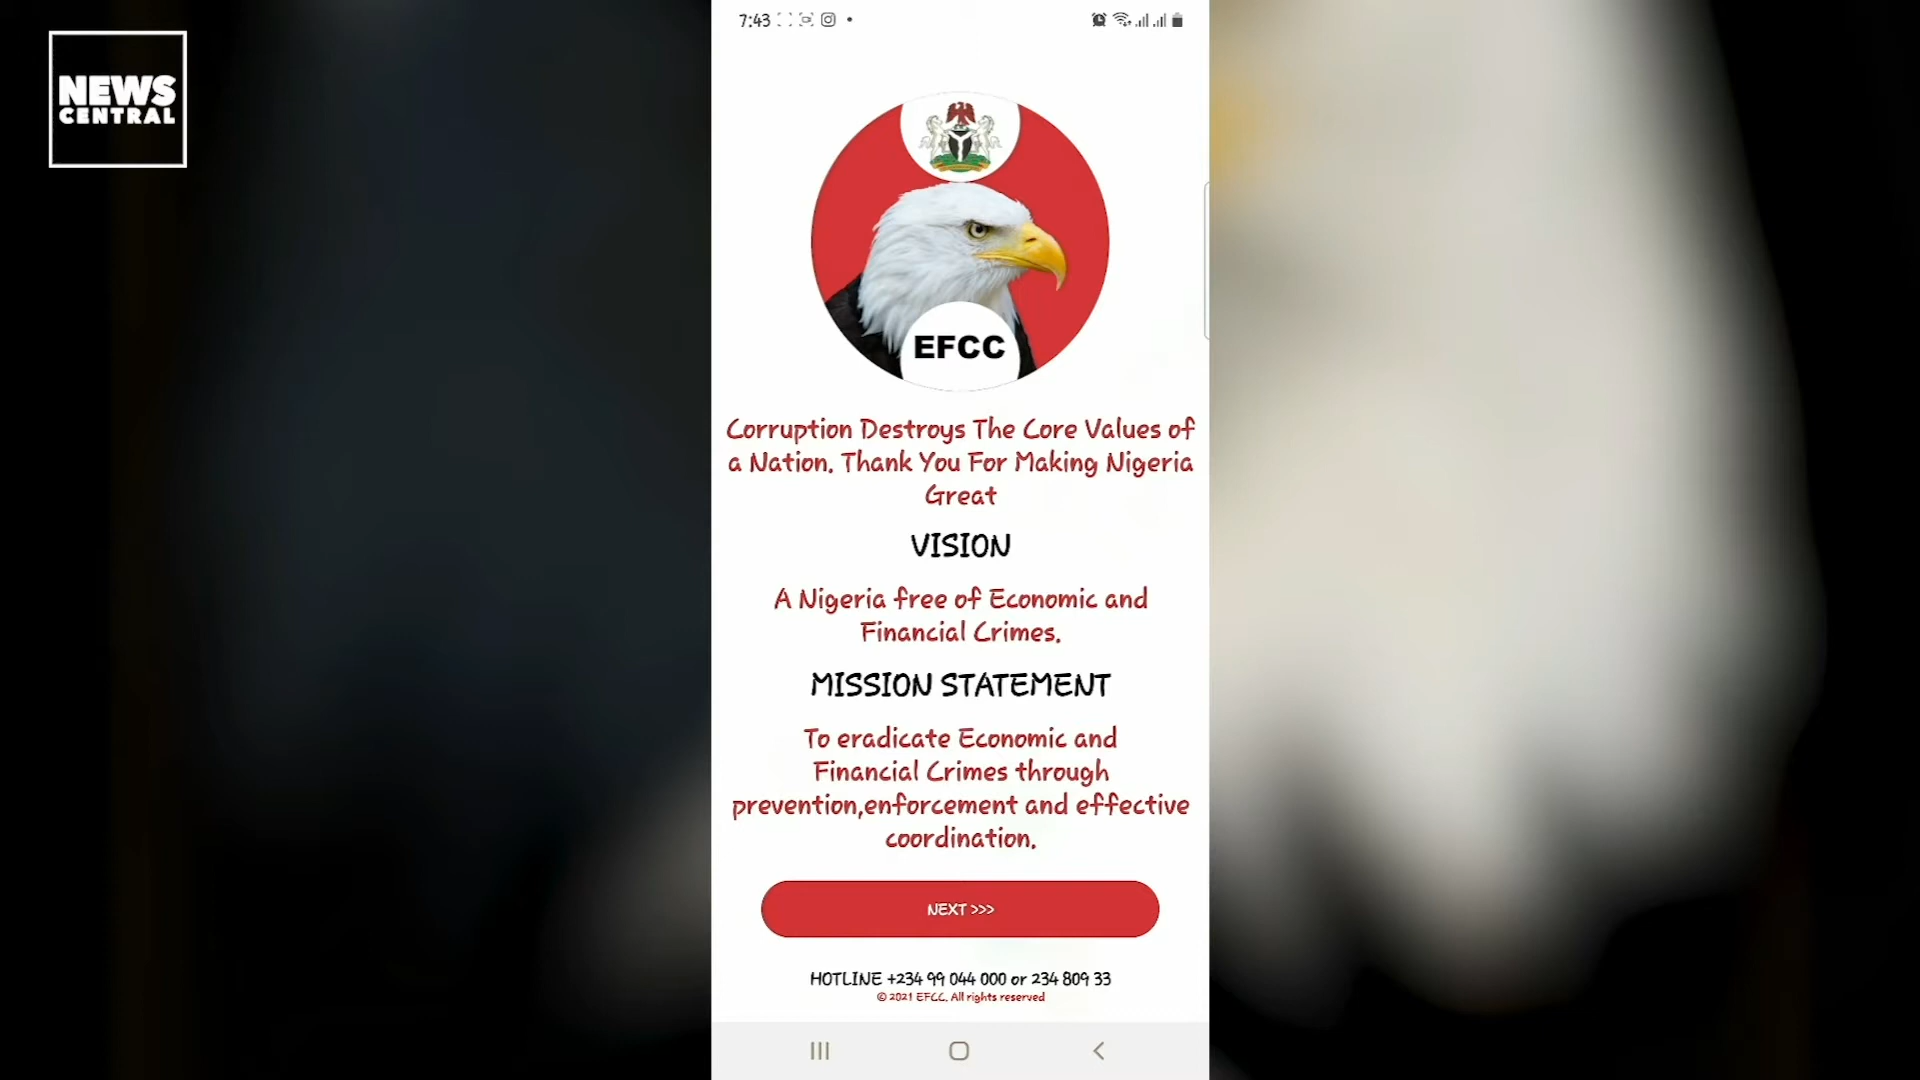 NEWS
CENTRAL
7:43
EFCC
Corruption Destroys The Core Values of
a Nation. Thank You For Making Nigeria
Great
VISION
A Nigeria free of Economic and
Financial Crimes.
MISSION STATEMENT
To eradicate Economic and
Financial Crimes through
prevention,enforcement and effective
coordination.
NEXT >>>
HOTLINE +234 99 044 000 or 234 809 33
© 2021 EFCC. All rights reserved